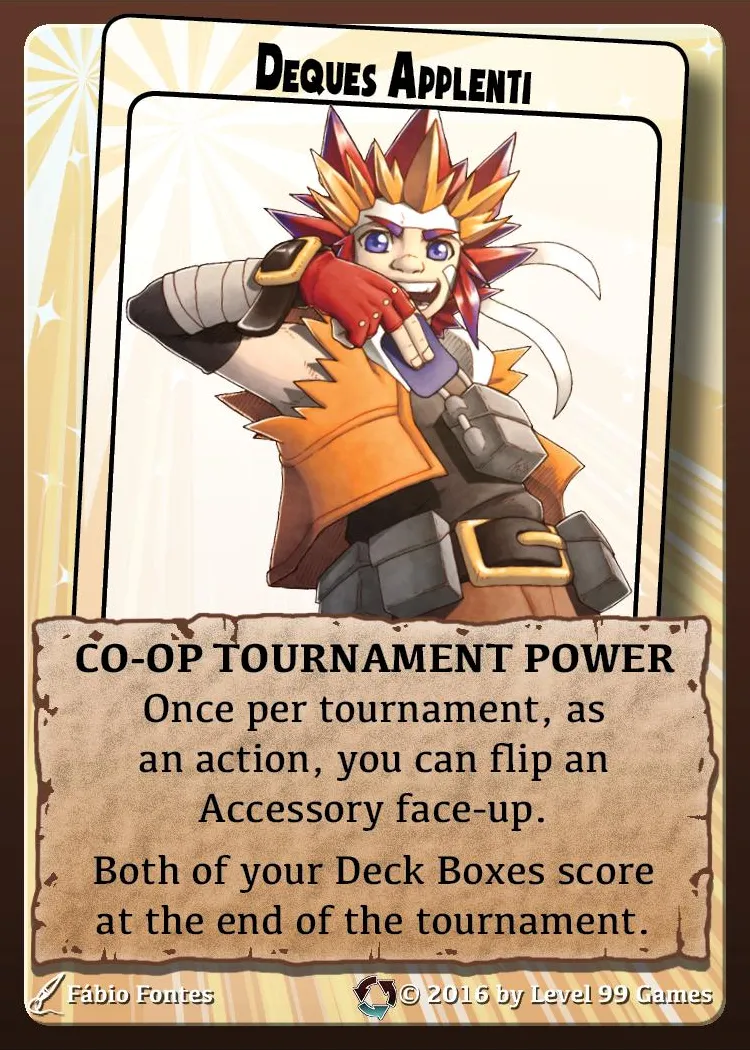 Deques Applenti
CO-OP TOURNAMENT POWER
Once per tournament, as
an action, you can flip an
Accessory face-up.
Both of your Deck Boxes score
at the end of the tournament.
Fábio Fontes
© 2016 by Level 99 Games